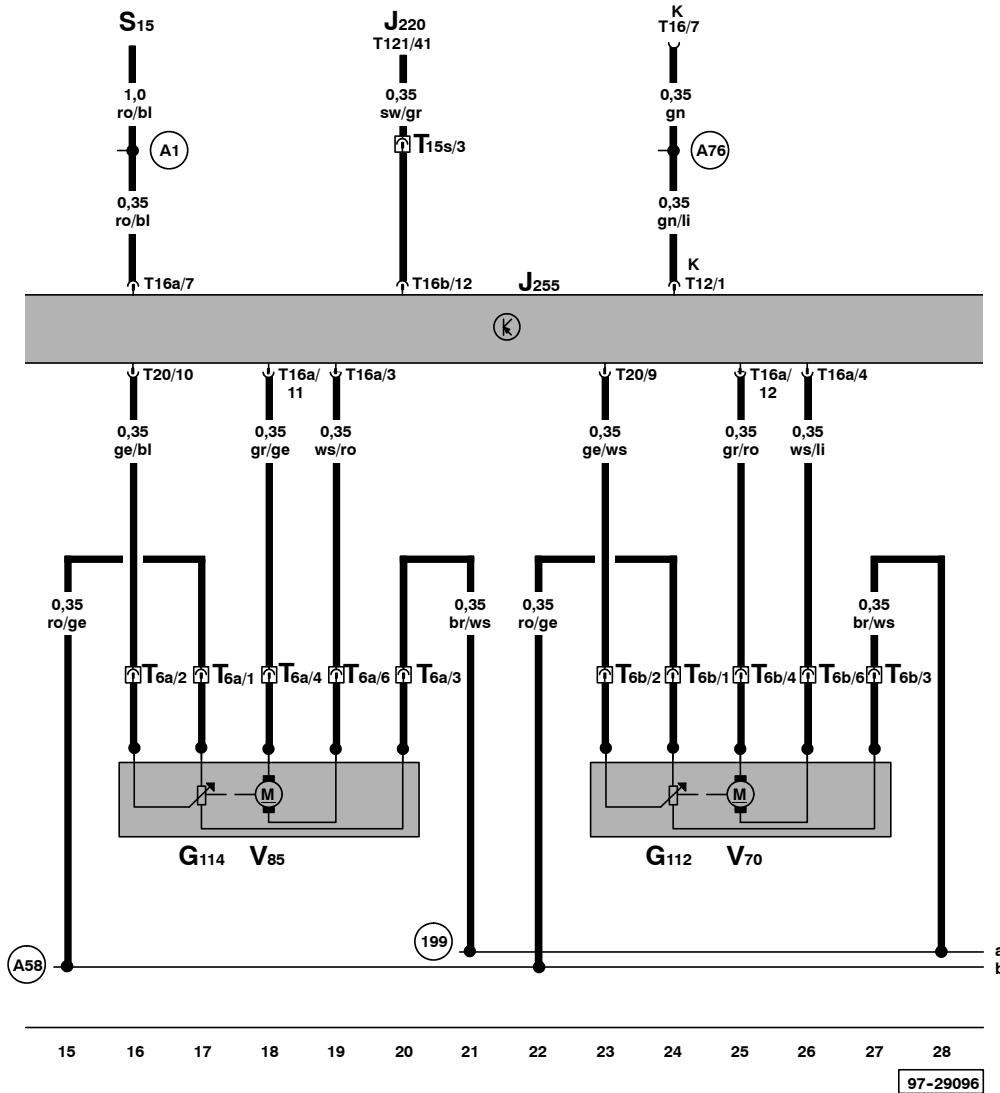 S15 J220 K
T121/41 T16/7
1,0 0,35 0,35
ro/bl sw/gr gn
A1 T15s/3 A76
0,35 0,35
ro/bl gn/li
K
T16a/7 T16b/12 J255 T12/1
T20/10 T16a/ T16a/3 T20/9 T16a/ T16a/4
11 12
0,35 0,35 0,35 0,35 0,35 0,35
ge/bl gr/ge ws/ro ge/ws gr/ro ws/li
0,35 0,35 0,35 0,35
ro/ge br/ws ro/ge br/ws
T6a/2 T6a/1 T6a/4 T6a/6 T6a/3 T6b/2 T6b/1 T6b/4 T6b/6 T6b/3
M M
G114 V85 G112 V70
199 a
A58 b
15 16 17 18 19 20 21 22 23 24 25 26 27 28
97-29096